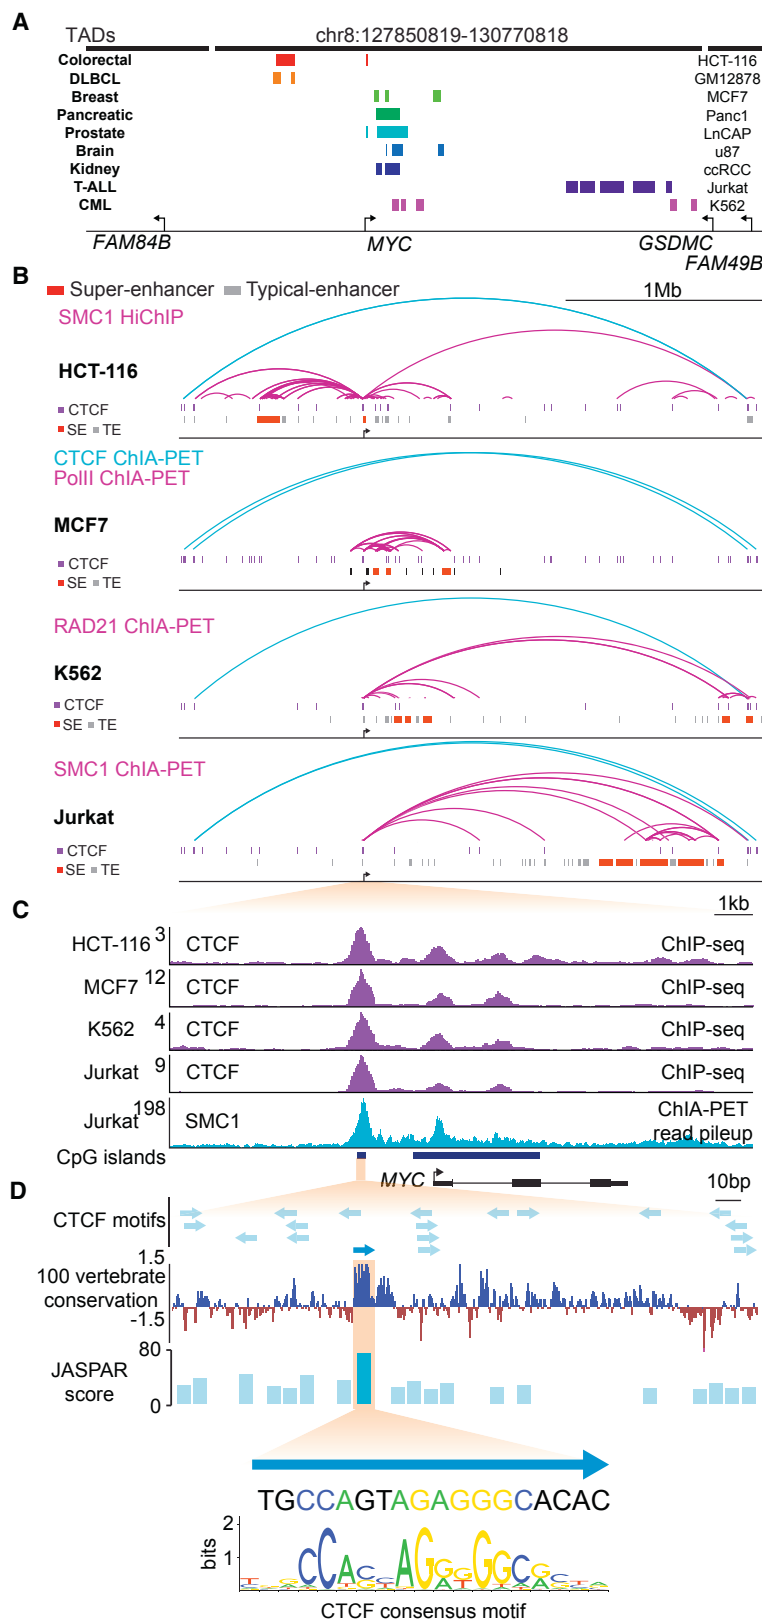 A
TADs chr8:127850819-130770818
Colorectal HCT-116
DLBCL GM12878
Breast MCF7
Pancreatic Panc1
Prostate LnCAP
Brain u87
Kidney ccRCC
T-ALL Jurkat
CML K562
FAM84B MYC GSDMC
FAM49B
B
Super-enhancer Typical-enhancer 1Mb
SMC1 HiChIP
HCT-116
CTCF
SE TE
CTCF ChIA-PET
PolII ChIA-PET
MCF7
CTCF
SE TE
RAD21 ChIA-PET
K562
CTCF
SE TE
SMC1 ChIA-PET
Jurkat
CTCF
SE TE
C
1kb
HCT-116 3 CTCF ChIP-seq
MCF7 12 CTCF ChIP-seq
K562 4 CTCF ChIP-seq
Jurkat 9 CTCF ChIP-seq
Jurkat 198 SMC1 ChIA-PET
read pileup
CpG islands
MYC
D
10bp
CTCF motifs
1.5
100 vertebrate
conservation
-1.5
80
JASPAR
score
0
TGCCAGTAGAGGGCACAC
2
bits
1
CTCF consensus motif